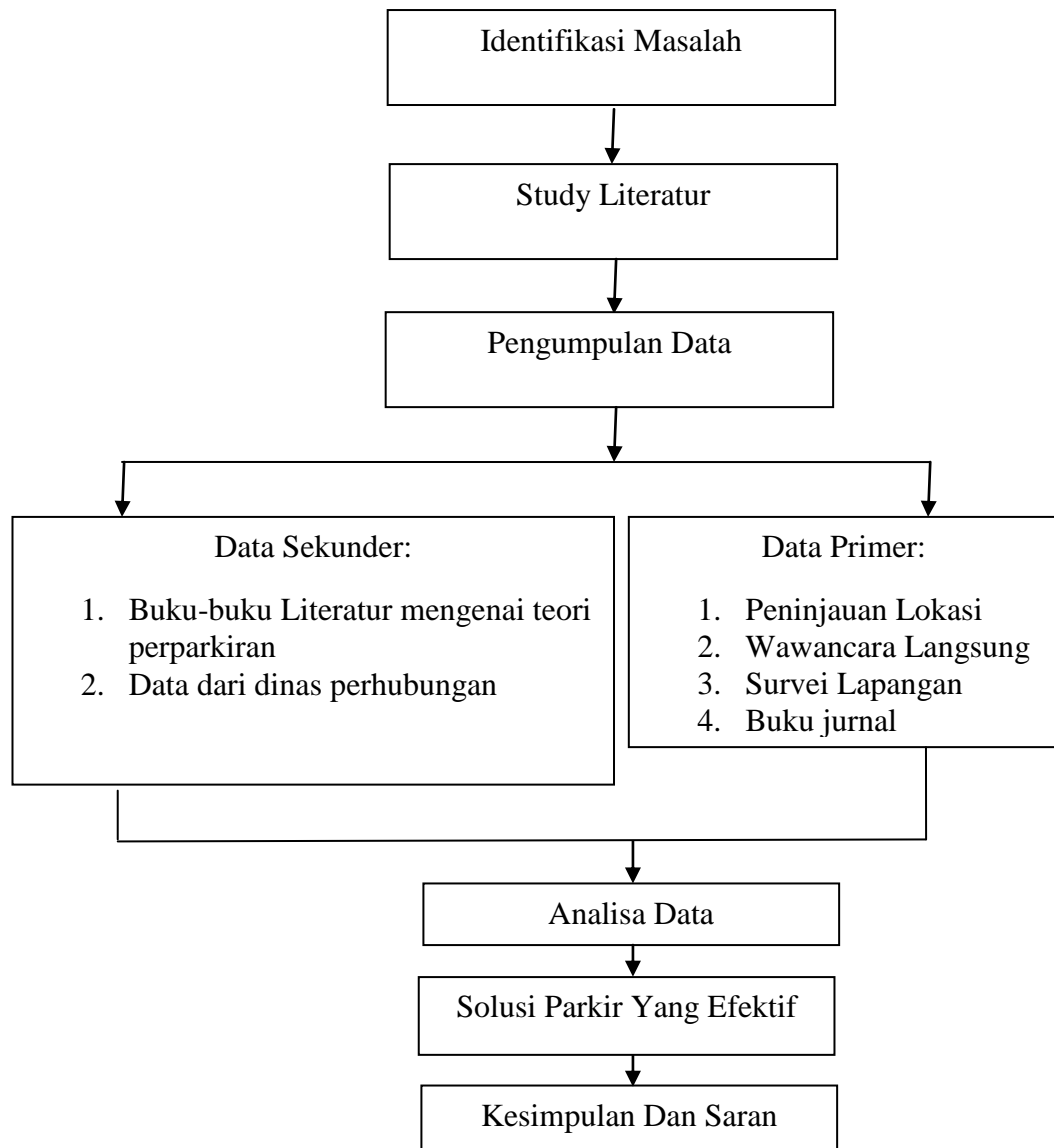 Identifikasi Masalah
Study Literatur
Pengumpulan Data
Data Sekunder:
1. Buku-buku Literatur mengenai teori
perparkiran
2. Data dari dinas perhubungan
Data Primer:
1. Peninjauan Lokasi
2. Wawancara Langsung
3. Survei Lapangan
4. Buku jurnal
Analisa Data
Solusi Parkir Yang Efektif
Kesimpulan Dan Saran